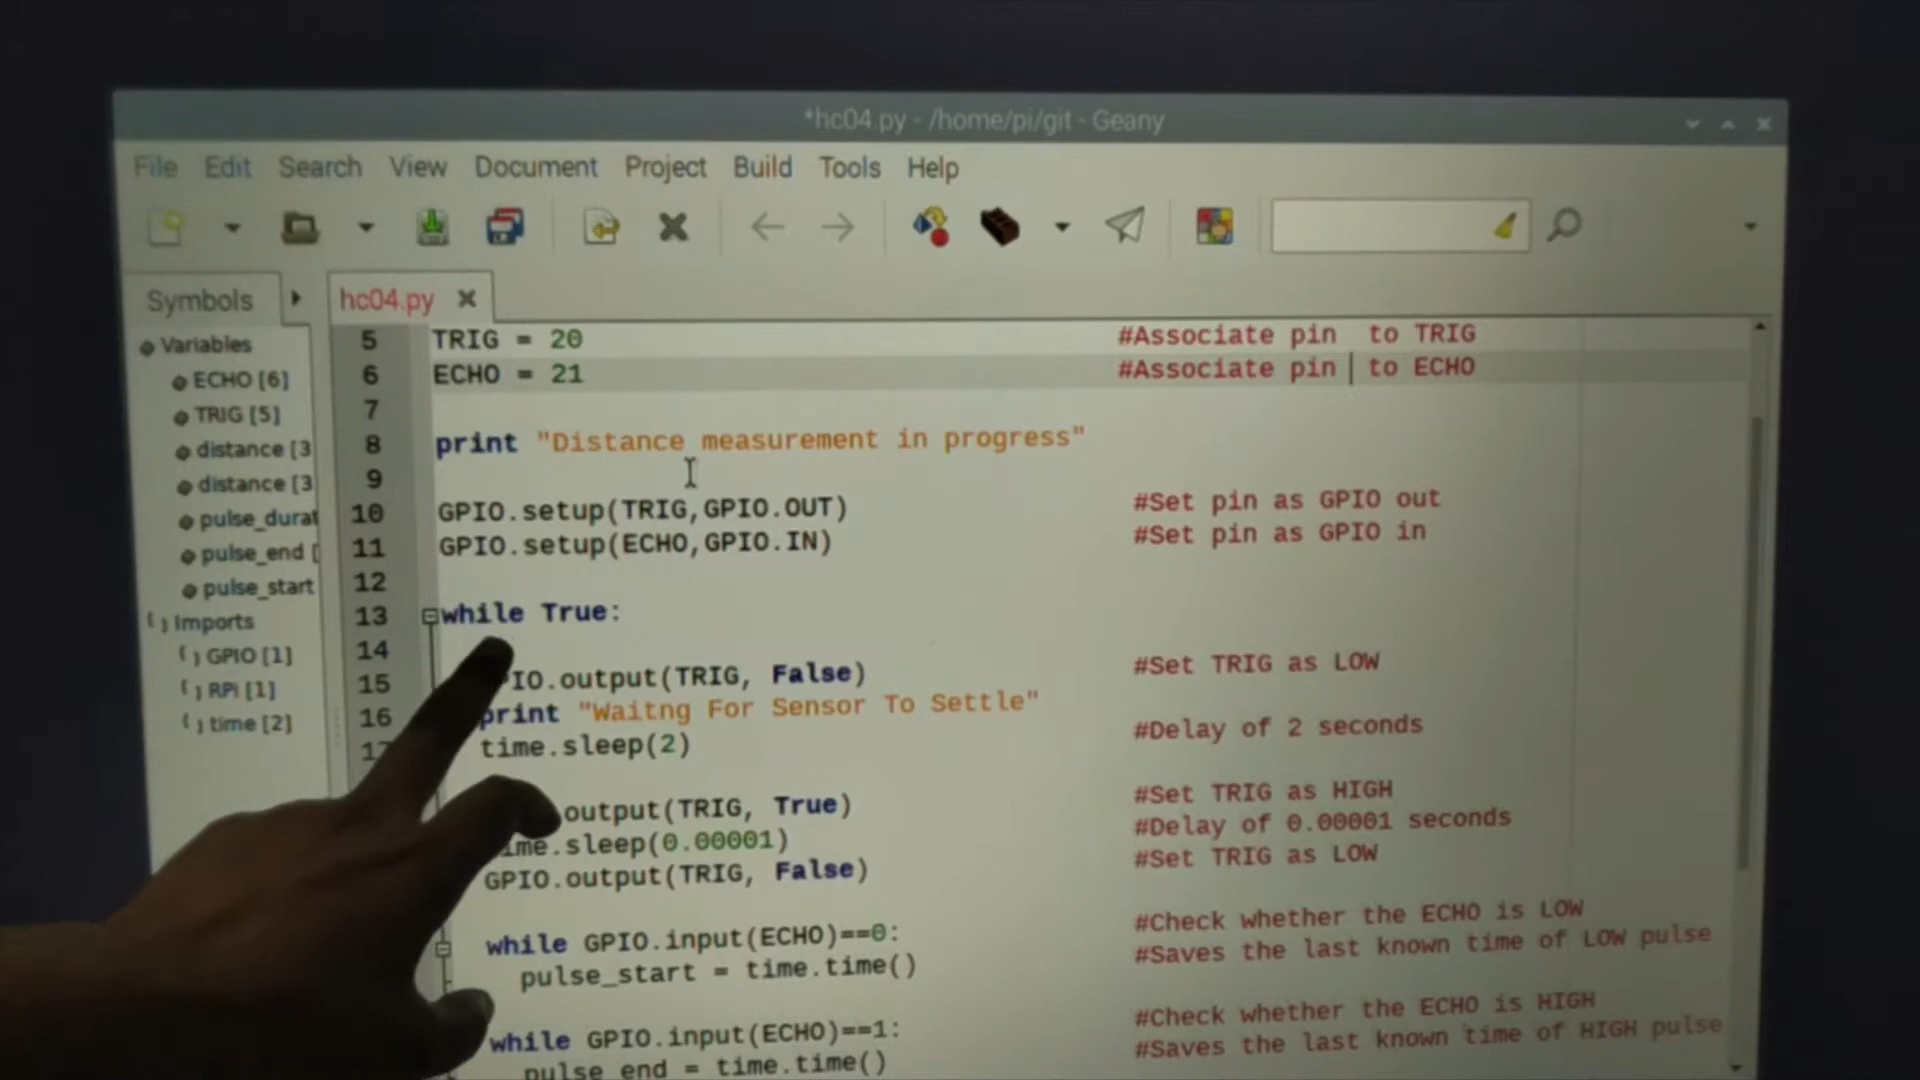 *hc04.py - /home/pi/git - Geany
File Edit Search View Document Project Build Tools Help
Symbols
hc04.py
Variables
ECHO [6]
TRIG [5]
distance [3
distance [3
pulse_durat
pulse_end [
pulse_start
Imports
GPIO [1]
RPi [1]
time [2]
5 TRIG = 20 #Associate pin  to TRIG
6 ECHO = 21 #Associate pin  to ECHO
7
8 print "Distance measurement in progress"
9
10 GPIO.setup(TRIG,GPIO.OUT) #Set pin as GPIO out
11 GPIO.setup(ECHO,GPIO.IN) #Set pin as GPIO in
12
13 while True:
14
15 PIO.output(TRIG, False) #Set TRIG as LOW
16 print "Waitng For Sensor To Settle"
17 time.sleep(2) #Delay of 2 seconds
.output(TRIG, True) #Set TRIG as HIGH
time.sleep(0.00001) #Delay of 0.00001 seconds
GPIO.output(TRIG, False) #Set TRIG as LOW
while GPIO.input(ECHO)==0: #Check whether the ECHO is LOW
pulse_start = time.time() #Saves the last known time of LOW pulse
while GPIO.input(ECHO)==1: #Check whether the ECHO is HIGH
pulse_end = time.time() #Saves the last known time of HIGH pulse